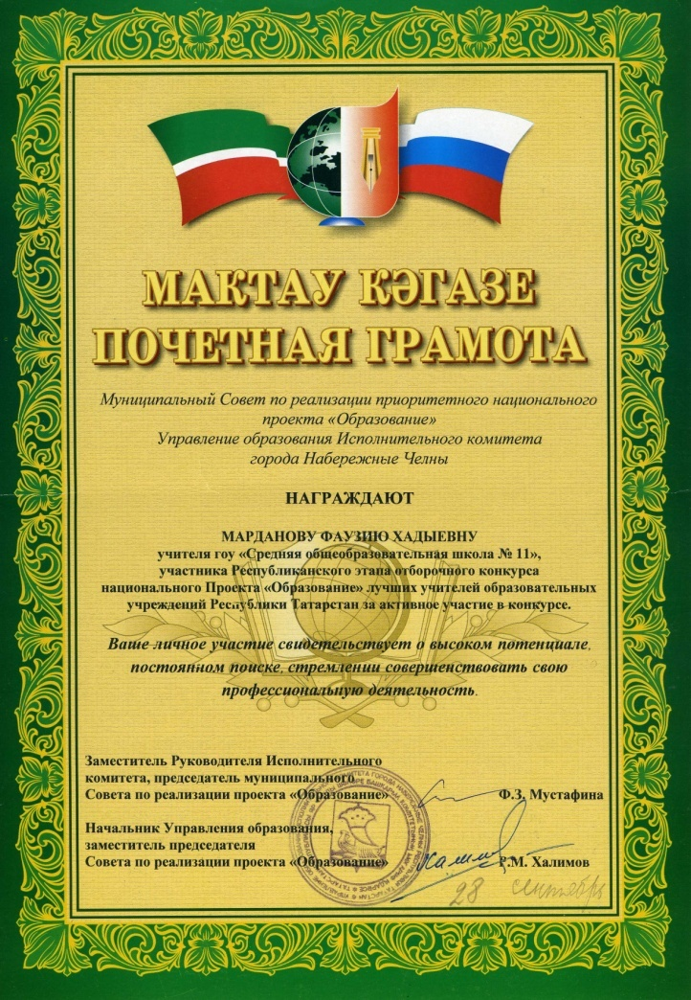 МАКТАУ КӘГАЗЕ
ПОЧЕТНАЯ ГРАМОТА
Муниципальный Совет по реализации приоритетного национального
проекта «Образование»
Управление образования Исполнительного комитета
города Набережные Челны
НАГРАЖДАЮТ
МАРДАНОВУ ФАУЗИЮ ХАДЫЕВНУ
учителя гоу «Средняя общеобразовательная школа № 11»,
участника Республиканского этапа отборочного конкурса
национального Проекта «Образование» лучших учителей образовательных
учреждений Республики Татарстан за активное участие в конкурсе.
Ваше личное участие свидетельствует о высоком потенциале,
постоянном поиске, стремлении совершенствовать свою
профессиональную деятельность.
Заместитель Руководителя Исполнительного
комитета, председатель муниципального
Совета по реализации проекта «Образование»
Ф.З. Мустафина
Начальник Управления образования,
заместитель председателя
Совета по реализации проекта «Образование»
Р.М. Халимов
28 сентябрь